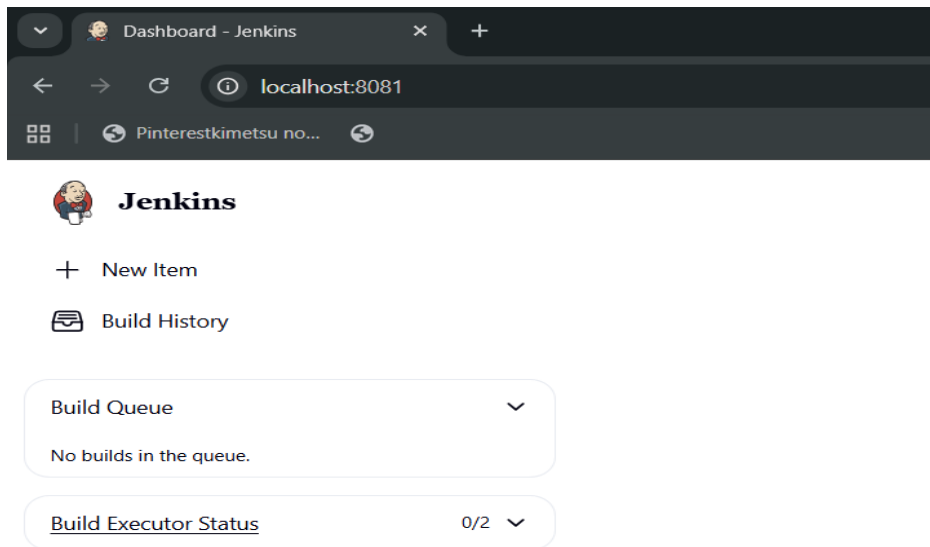 Dashboard - Jenkins
localhost:8081
Pinterestkimetsu no...
Jenkins
New Item
Build History
Build Queue
No builds in the queue.
Build Executor Status 0/2